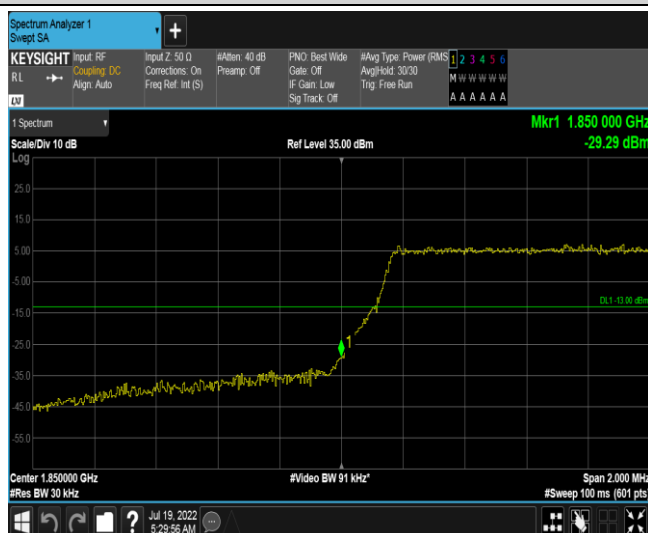 Spectrum Analyzer 1
Swept SA
+
KEYSIGHT
RL
LXI
Input: RF
Coupling: DC
Align: Auto
Input Z: 50 Ω
Corrections: On
Freq Ref: Int (S)
#Atten: 40 dB
Preamp: Off
PNO: Best Wide
Gate: Off
IF Gain: Low
Sig Track: Off
#Avg Type: Power (RMS
Avg|Hold: 30/30
Trig: Free Run
1 2 3 4 5 6
M W W W W W
A A A A A A
1 Spectrum
Mkr1 1.850 000 GHz
Scale/Div 10 dB
Ref Level 35.00 dBm
-29.29 dBm
Log
25.0
15.0
5.00
-5.00
DL1 -13.00 dBm
-15.0
1
-25.0
-35.0
-45.0
-55.0
Center 1.850000 GHz
#Video BW 91 kHz*
Span 2.000 MHz
#Res BW 30 kHz
#Sweep 100 ms (601 pts)
?
Jul 19, 2022
5:29:56 AM